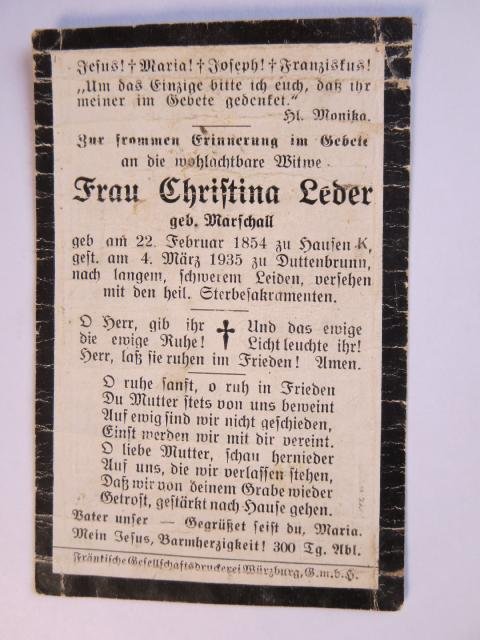 Jesus! † Maria! † Joseph! † Franziskus!
„Um das Einzige bitte ich euch, daß ihr
meiner im Gebete gedenket.“
Hl. Monika.
Zur frommen Erinnerung im Gebete
an die wohlachtbare Witwe
Frau Christina Leder
geb. Marschall
geb am 22. Februar 1854 zu Hausen K,
gest. am 4. März 1935 zu Duttenbrunn,
nach langem, schwerem Leiden, versehen
mit den heil. Sterbesakramenten.
O Herr, gib ihr † Und das ewige
die ewige Ruhe! Licht leuchte ihr!
Herr, laß sie ruhen im Frieden! Amen.
O ruhe sanft, o ruh in Frieden
Du Mutter stets von uns beweint
Auf ewig sind wir nicht geschieden,
Einst werden wir mit dir vereint.
O liebe Mutter, schau hernieder
Auf uns, die wir verlassen stehen,
Daß wir von deinem Grabe wieder
Getrost, gestärkt nach Hause gehen.
Vater unser — Gegrüßet seist du, Maria.
Mein Jesus, Barmherzigkeit! 300 Tg. Abl.
Fränkische Gesellschaftsdruckerei Würzburg, G.m.b.H.